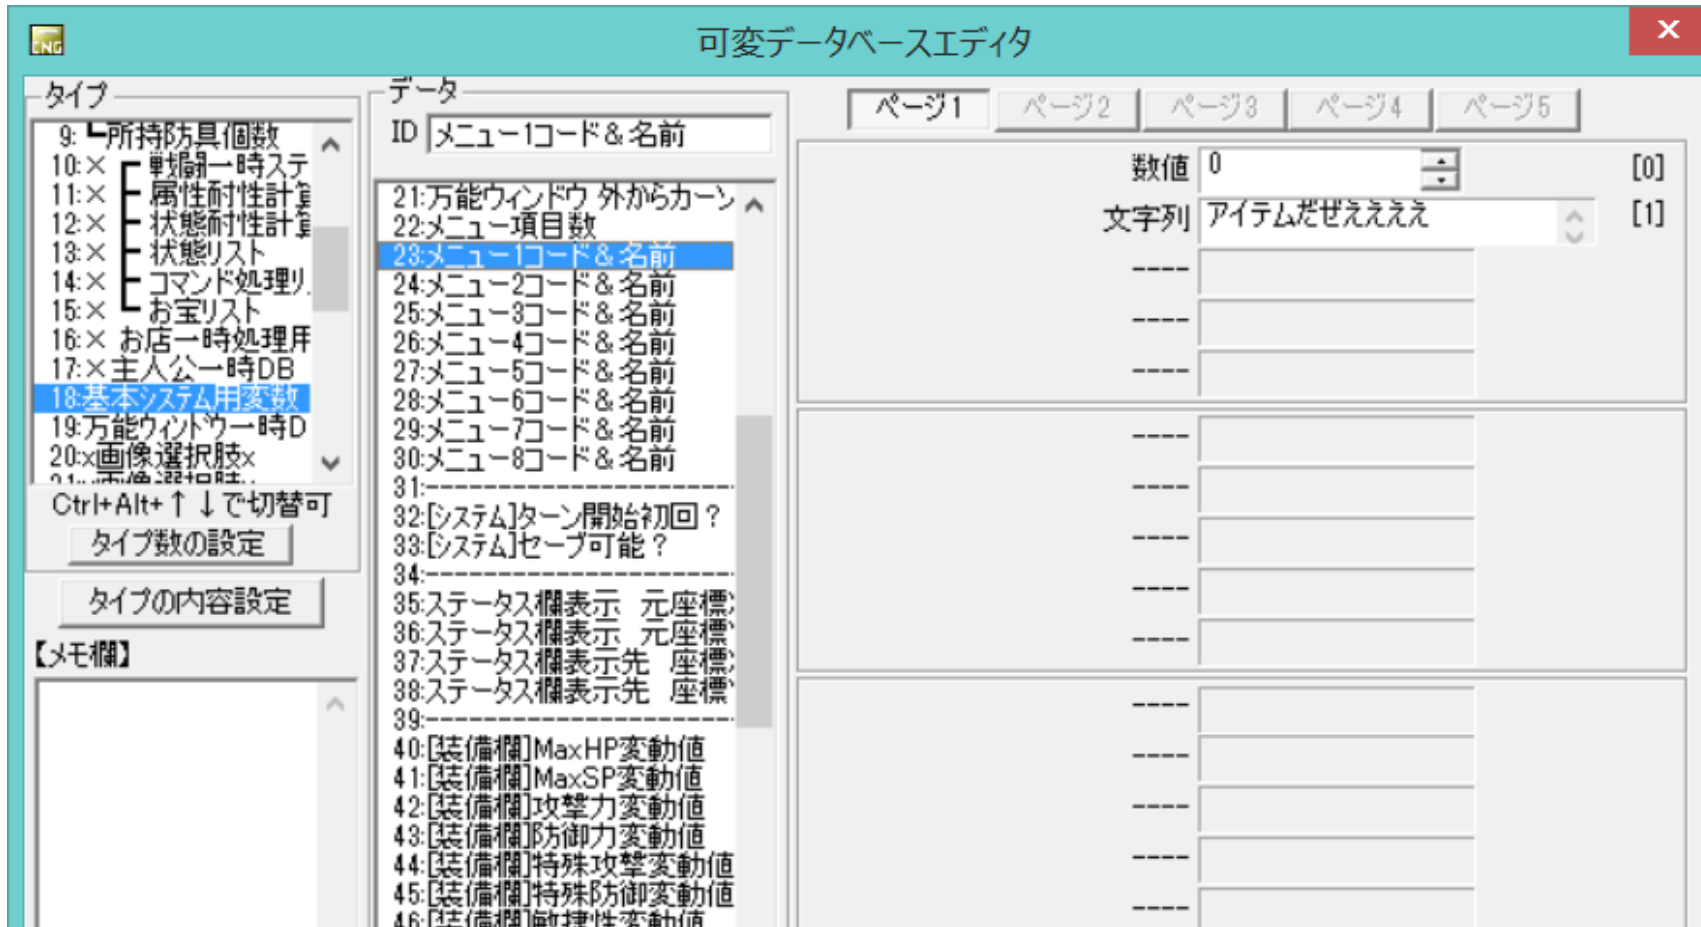 可変データベースエディタ
タイプ
9: ┗所持防具個数
10:× ┏ 戦闘一時ステ
11:× ┣ 属性耐性計算
12:× ┣ 状態耐性計算
13:× ┣ 状態リスト
14:× ┣ コマンド処理リ
15:× ┗ お宝リスト
16:× お店一時処理用
17:×主人公一時DB
18:基本システム用変数
19:万能ウィンドウ一時D
20:x画像選択肢x
Ctrl+Alt+↑↓で切替可
タイプ数の設定
タイプの内容設定
【メモ欄】
データ
ID メニュー1コード&名前
21:万能ウィンドウ 外からカーソ
22:メニュー項目数
23:メニュー1コード&名前
24:メニュー2コード&名前
25:メニュー3コード&名前
26:メニュー4コード&名前
27:メニュー5コード&名前
28:メニュー6コード&名前
29:メニュー7コード&名前
30:メニュー8コード&名前
31:----------------------
32:[システム]ターン開始初回?
33:[システム]セーブ可能?
34:----------------------
35:ステータス欄表示 元座標
36:ステータス欄表示 元座標
37:ステータス欄表示先 座標
38:ステータス欄表示先 座標
39:----------------------
40:[装備欄]MaxHP変動値
41:[装備欄]MaxSP変動値
42:[装備欄]攻撃力変動値
43:[装備欄]防御力変動値
44:[装備欄]特殊攻撃変動値
45:[装備欄]特殊防御変動値
46:[装備欄]敏捷性変動値
ページ1 ページ2 ページ3 ページ4 ページ5
数値 0 [0]
文字列 アイテムだぜえええええ [1]
----
----
----
----
----
----
----
----
----
----
----
----
----